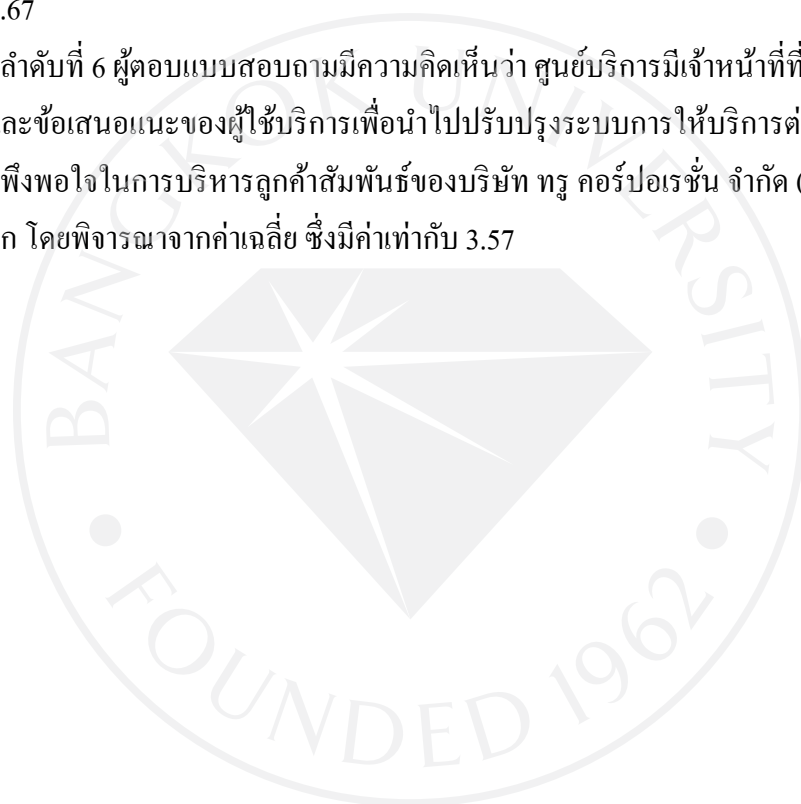 .67
ลำดับที่ 6 ผู้ตอบแบบสอบถามมีความคิดเห็นว่า ศูนย์บริการมีเจ้าหน้าที่ที่
ละข้อเสนอแนะของผู้ใช้บริการเพื่อนำไปปรับปรุงระบบการให้บริการต่
พึงพอใจในการบริหารลูกค้าสัมพันธ์ของบริษัท ทรู คอร์ปอเรชั่น จำกัด (
ก โดยพิจารณาจากค่าเฉลี่ย ซึ่งมีค่าเท่ากับ 3.57
BANGKOK UNIVERSITY
FOUNDED 1962